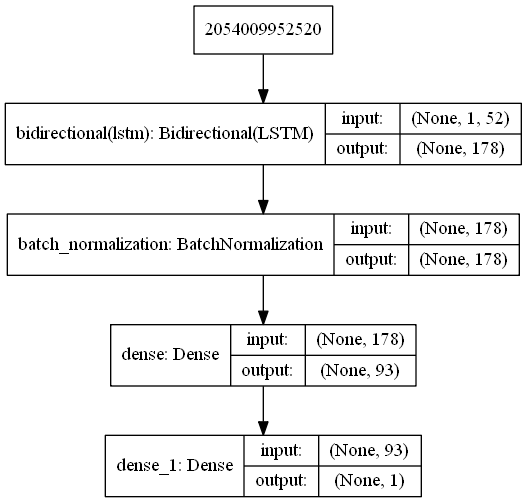 2054009952520
bidirectional(lstm): Bidirectional(LSTM)
input: (None, 1, 52)
output: (None, 178)
batch_normalization: BatchNormalization
input: (None, 178)
output: (None, 178)
dense: Dense
input: (None, 178)
output: (None, 93)
dense_1: Dense
input: (None, 93)
output: (None, 1)